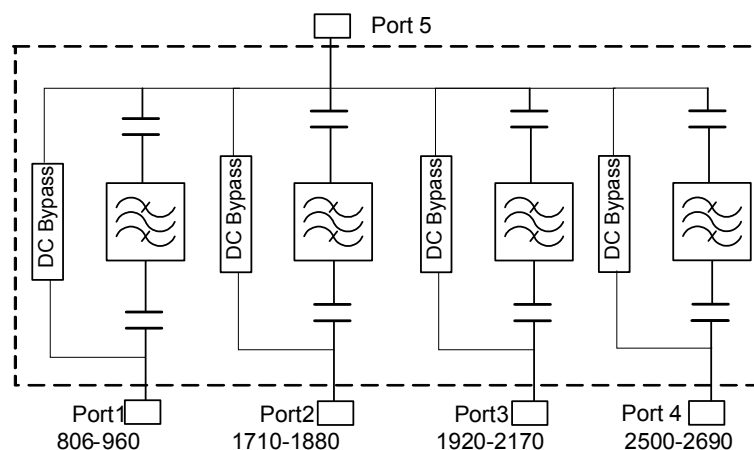 Port 5
DC Bypass
DC Bypass
DC Bypass
DC Bypass
Port1
Port2
Port3
Port 4
806-960
1710-1880
1920-2170
2500-2690